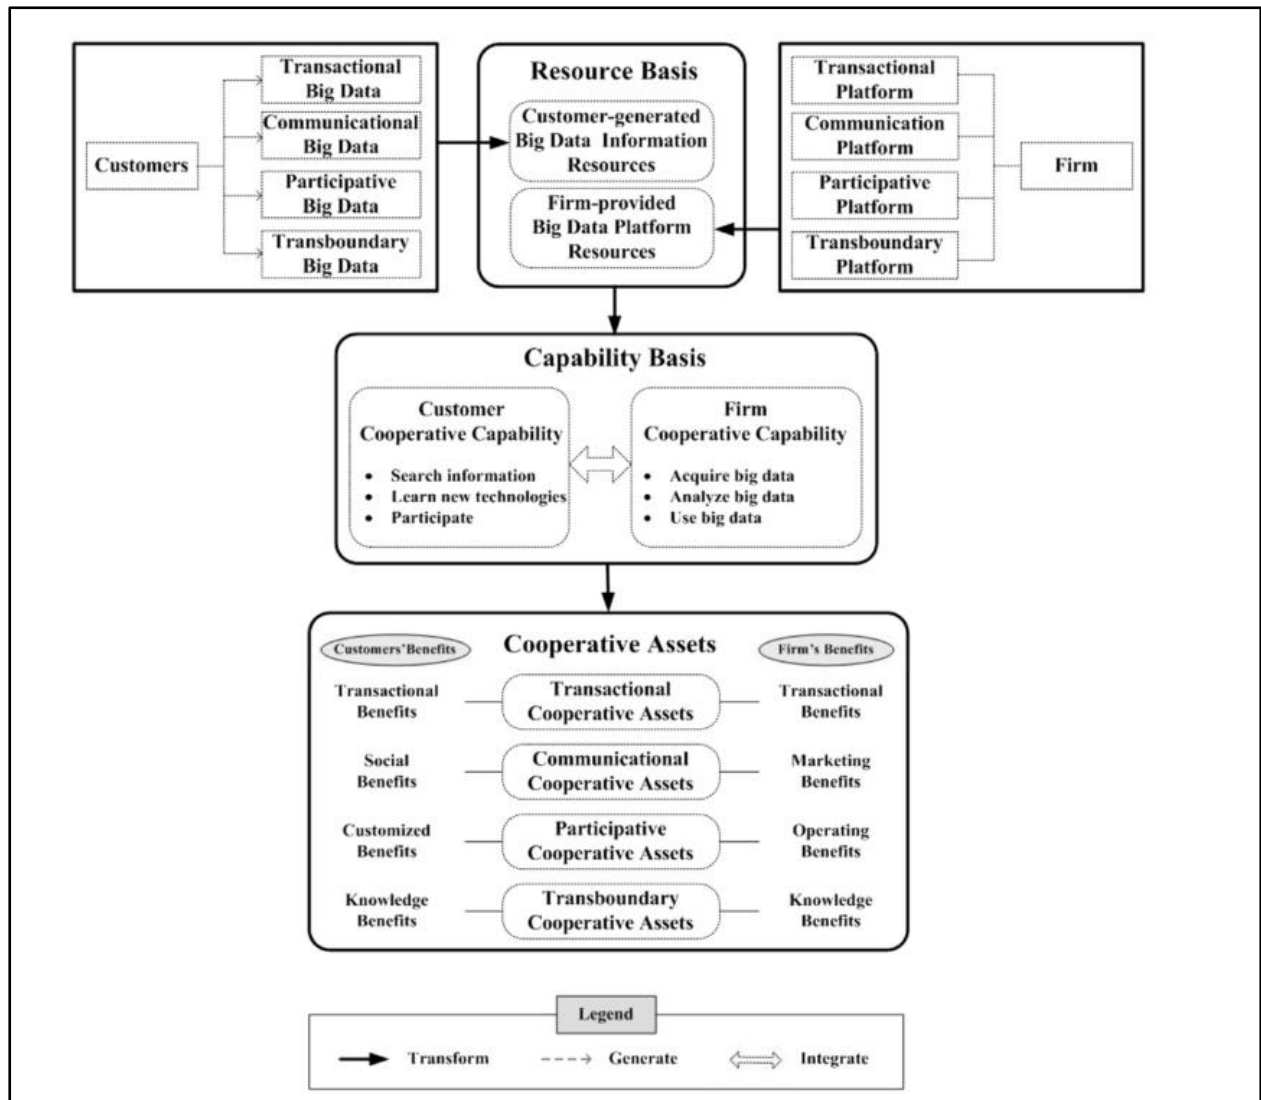 Customers
Transactional
Big Data
Communicational
Big Data
Participative
Big Data
Transboundary
Big Data
Resource Basis
Customer-generated
Big Data Information
Resources
Firm-provided
Big Data Platform
Resources
Transactional
Platform
Communication
Platform
Participative
Platform
Transboundary
Platform
Firm
Capability Basis
Customer
Cooperative Capability
• Search information
• Learn new technologies
• Participate
Firm
Cooperative Capability
• Acquire big data
• Analyze big data
• Use big data
Customers'Benefits
Cooperative Assets
Firm's Benefits
Transactional
Benefits
Transactional
Cooperative Assets
Transactional
Benefits
Social
Benefits
Communicational
Cooperative Assets
Marketing
Benefits
Customized
Benefits
Participative
Cooperative Assets
Operating
Benefits
Knowledge
Benefits
Transboundary
Cooperative Assets
Knowledge
Benefits
Legend
Transform
Generate
Integrate